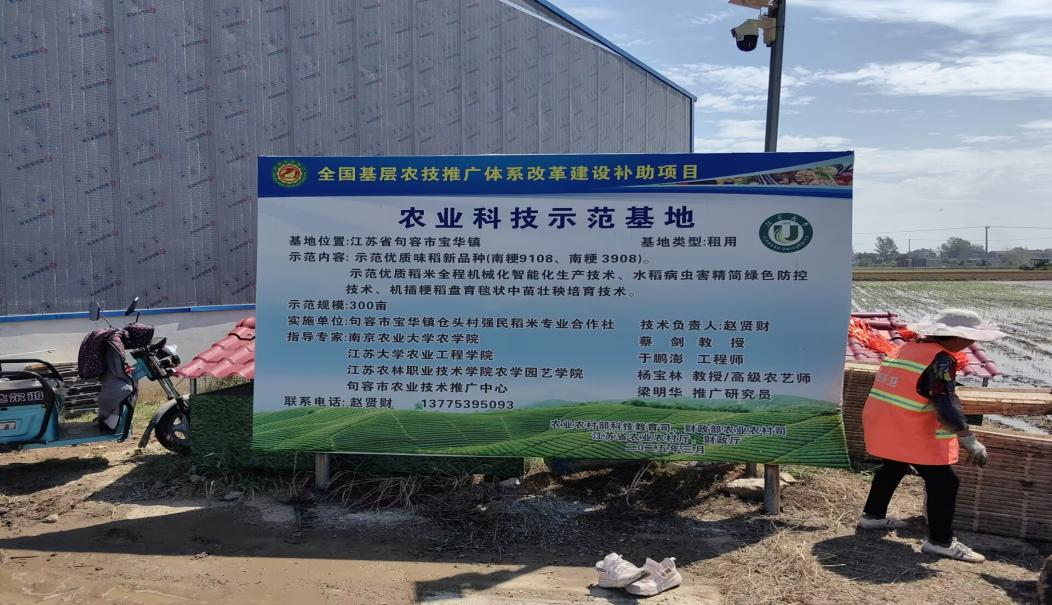 全国基层农技推广体系改革建设补助项目
农业科技示范基地
基地位置:江苏省句容市宝华镇 基地类型:租用
示范内容: 示范优质味稻新品种(南粳9108、南粳 3908)。
示范优质稻米全程机械化智能化生产技术、水稻病虫害精简绿色防控
技术、机插粳稻盘育毯状中苗壮秧培育技术。
示范规模:300亩
实施单位:句容市宝华镇仓头村强民稻米专业合作社 技术负责人:赵贤财
指导专家:南京农业大学农学院 蔡 剑 教 授
江苏大学农业工程学院 于鹏澎 工程师
江苏农林职业技术学院农学园艺学院 杨宝林 教授/高级农艺师
句容市农业技术推广中心 梁明华 推广研究员
联系电话: 赵贤财 13775395093
农业农村部科技教育司、财政部农业农村司
江苏省农业农村厅、财政厅
二〇二五年三月